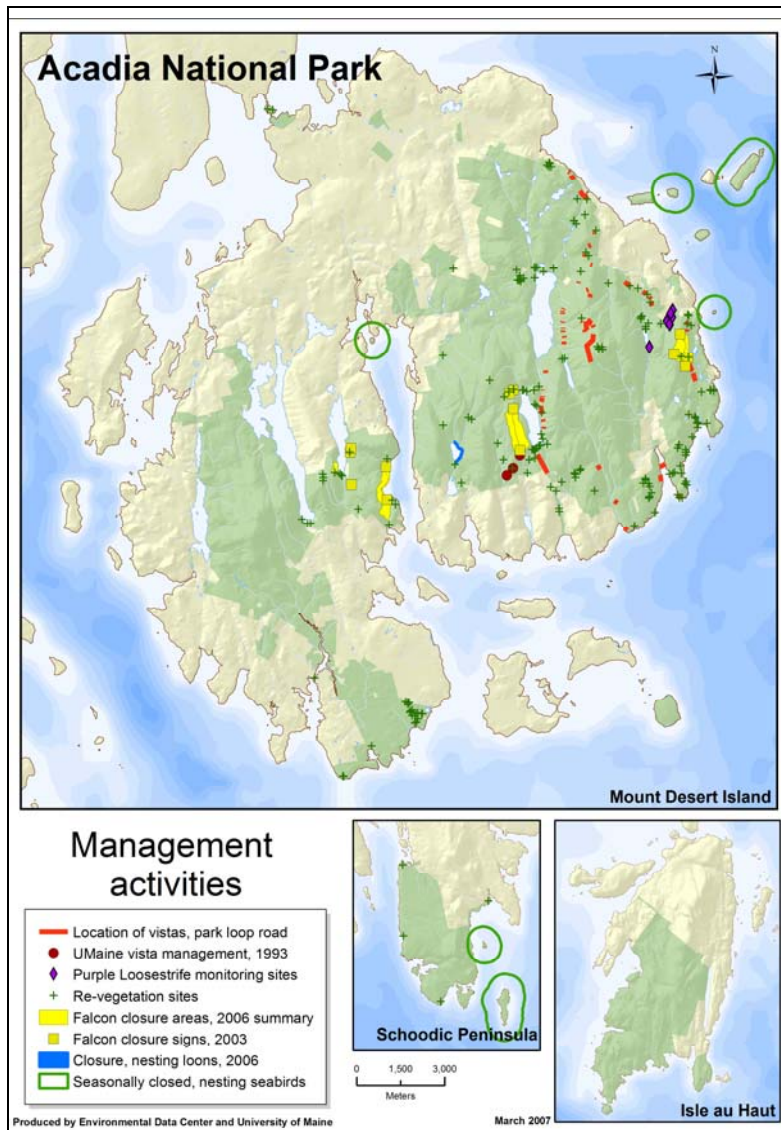 Acadia National Park
N
Mount Desert Island
Management
activities
Location of vistas, park loop road
UMaine vista management, 1993
Purple Loosestrife monitoring sites
Re-vegetation sites
Falcon closure areas, 2006 summary
Falcon closure signs, 2003
Closure, nesting loons, 2006
Seasonally closed, nesting seabirds
Schoodic Peninsula
0 1,500 3,000
Meters
Isle au Haut
Produced by Environmental Data Center and University of Maine
March 2007